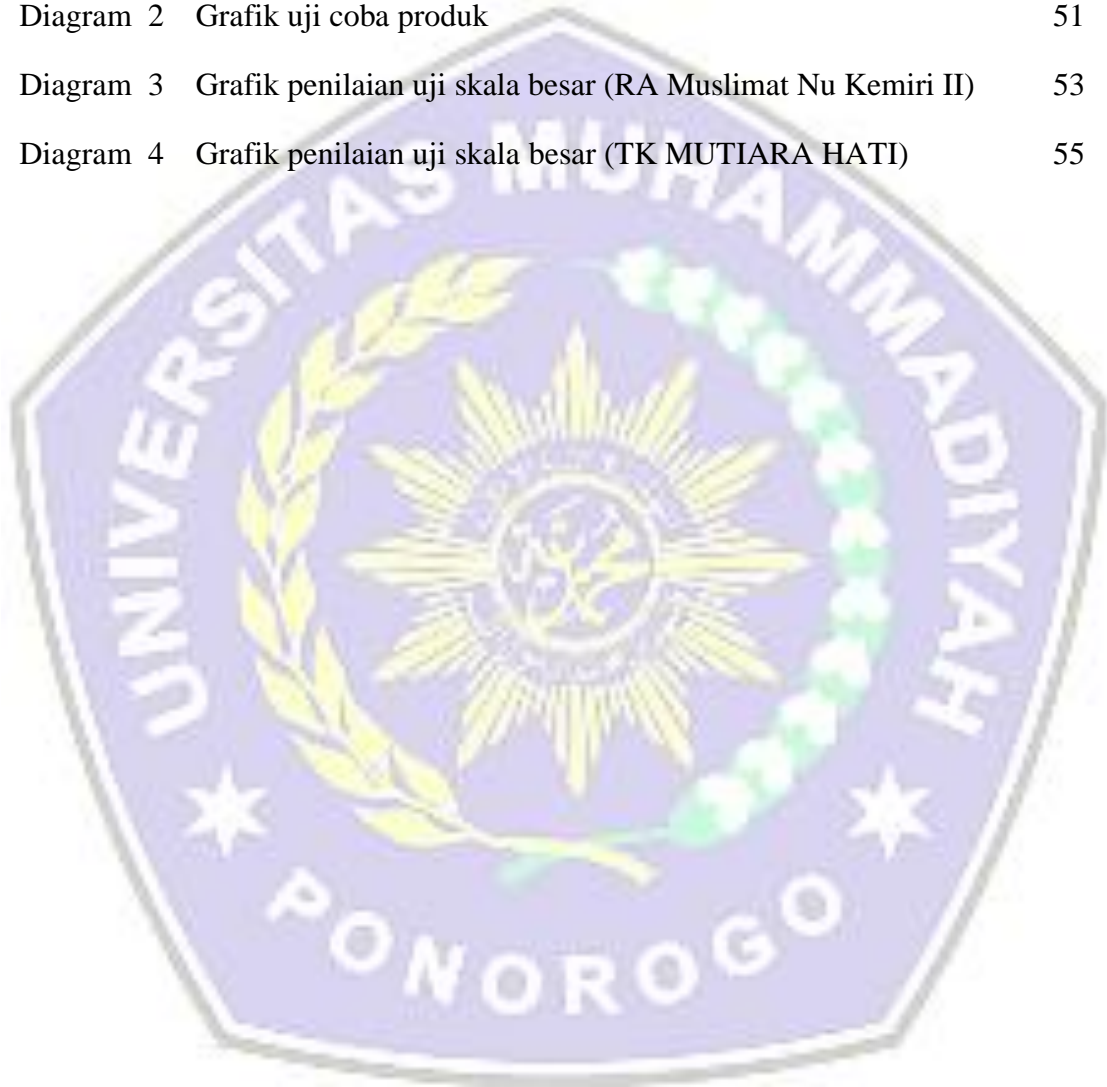 Diagram 2 Grafik uji coba produk 51
Diagram 3 Grafik penilaian uji skala besar (RA Muslimat Nu Kemiri II) 53
Diagram 4 Grafik penilaian uji skala besar (TK MUTIARA HATI) 55
UNIVERSITAS MUHAMMADIYAH
PONOROGO